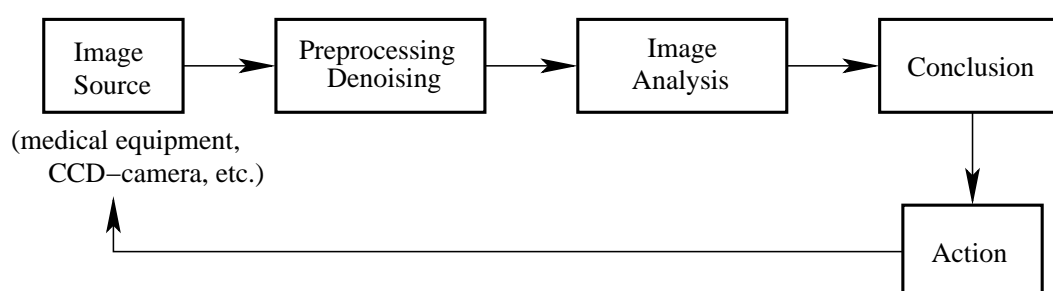 Image
Source
Preprocessing
Denoising
Image
Analysis
Conclusion
(medical equipment,
CCD−camera, etc.)
Action